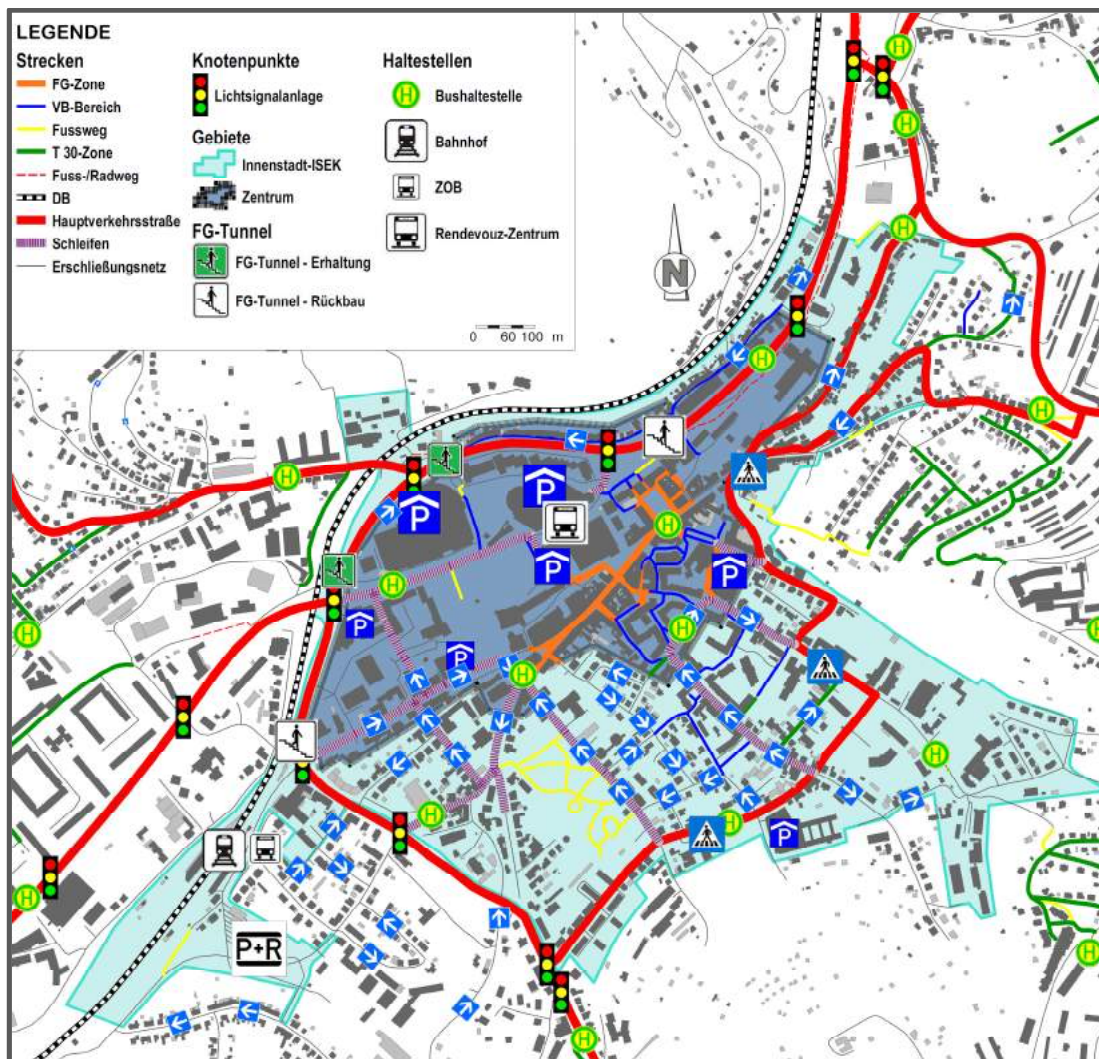 LEGENDE
Strecken
FG-Zone
VB-Bereich
Fussweg
T 30-Zone
Fuss-/Radweg
DB
Hauptverkehrsstraße
Schleifen
Erschließungsnetz
Knotenpunkte
Lichtsignalanlage
Gebiete
Innenstadt-ISEK
Zentrum
FG-Tunnel
FG-Tunnel - Erhaltung
FG-Tunnel - Rückbau
Haltestellen
H
Bushaltestelle
Bahnhof
ZOB
Rendevouz-Zentrum
0 60 100 m
N
H
H
H
H
H
H
P
P
H
P
P
H
P
H
P
H
H
H
H
P
H
P+R
H
H
H
H
H